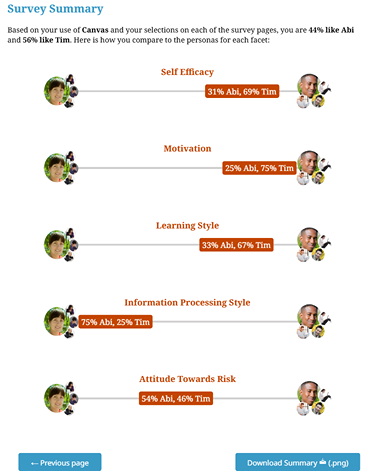 Survey Summary
Based on your use of Canvas and your selections on each of the survey pages, you are 44% like Abi
and 56% like Tim. Here is how you compare to the personas for each facet:
Self Efficacy
31% Abi, 69% Tim
Motivation
25% Abi, 75% Tim
Learning Style
33% Abi, 67% Tim
Information Processing Style
75% Abi, 25% Tim
Attitude Towards Risk
54% Abi, 46% Tim
← Previous page
Download Summary (.png)